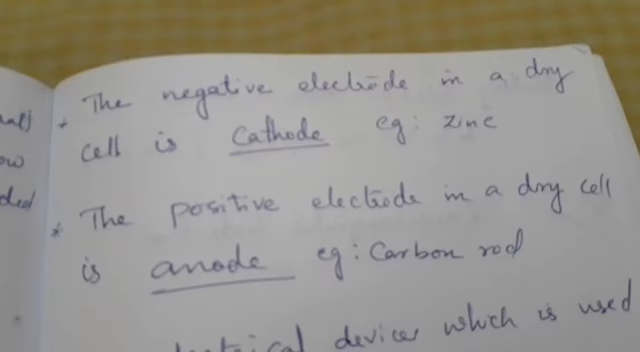 * The negative electrode in a dry
cell is cathode eg: zinc
* The positive electrode in a dry cell
is anode eg: Carbon rod
devices which is used